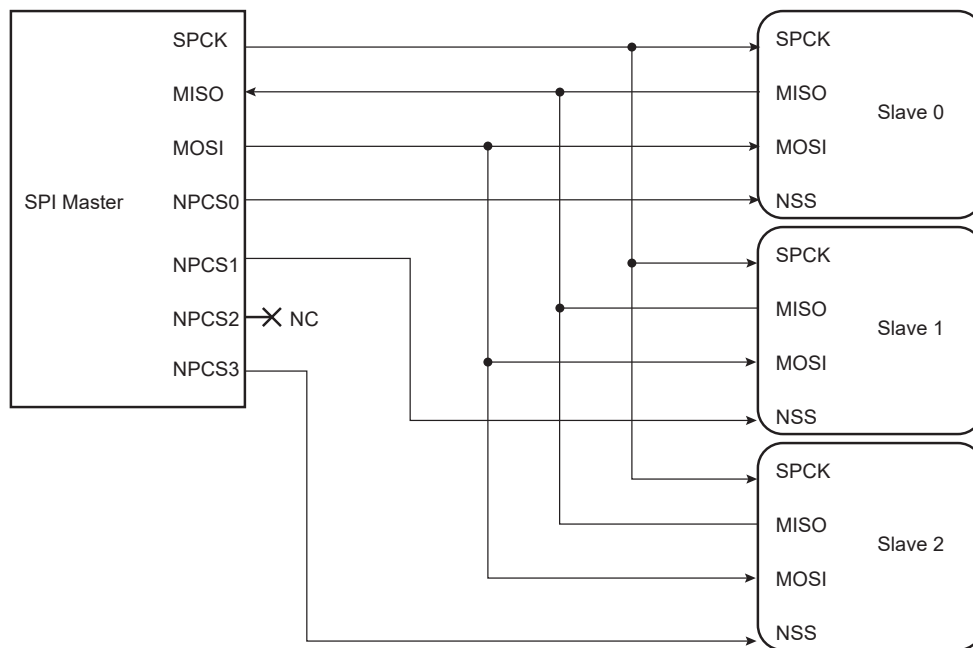 SPI Master
SPCK
MISO
MOSI
NPCS0
NPCS1
NPCS2
NC
NPCS3
SPCK
MISO
Slave 0
MOSI
NSS
SPCK
MISO
Slave 1
MOSI
NSS
SPCK
MISO
Slave 2
MOSI
NSS